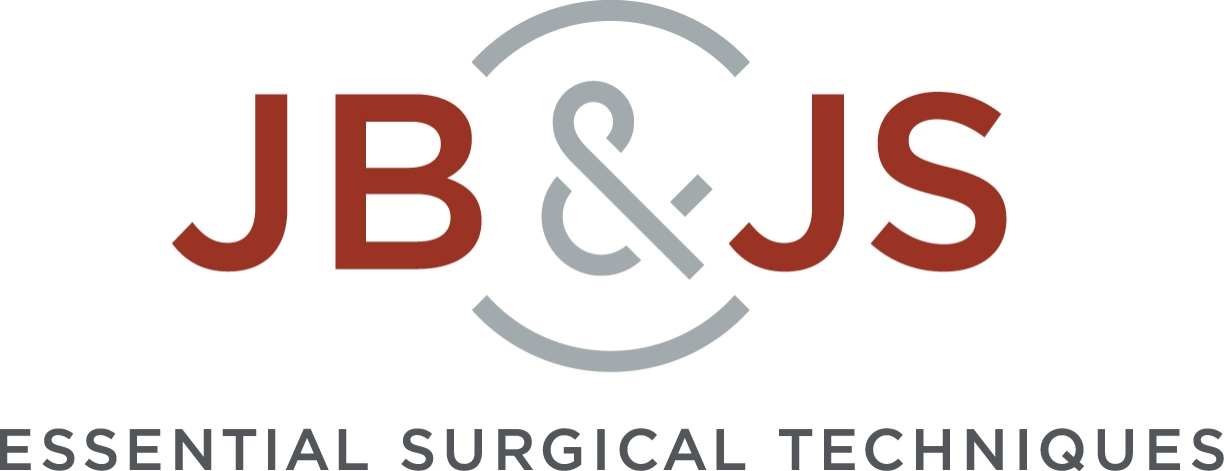 JB&JS
ESSENTIAL SURGICAL TECHNIQUES